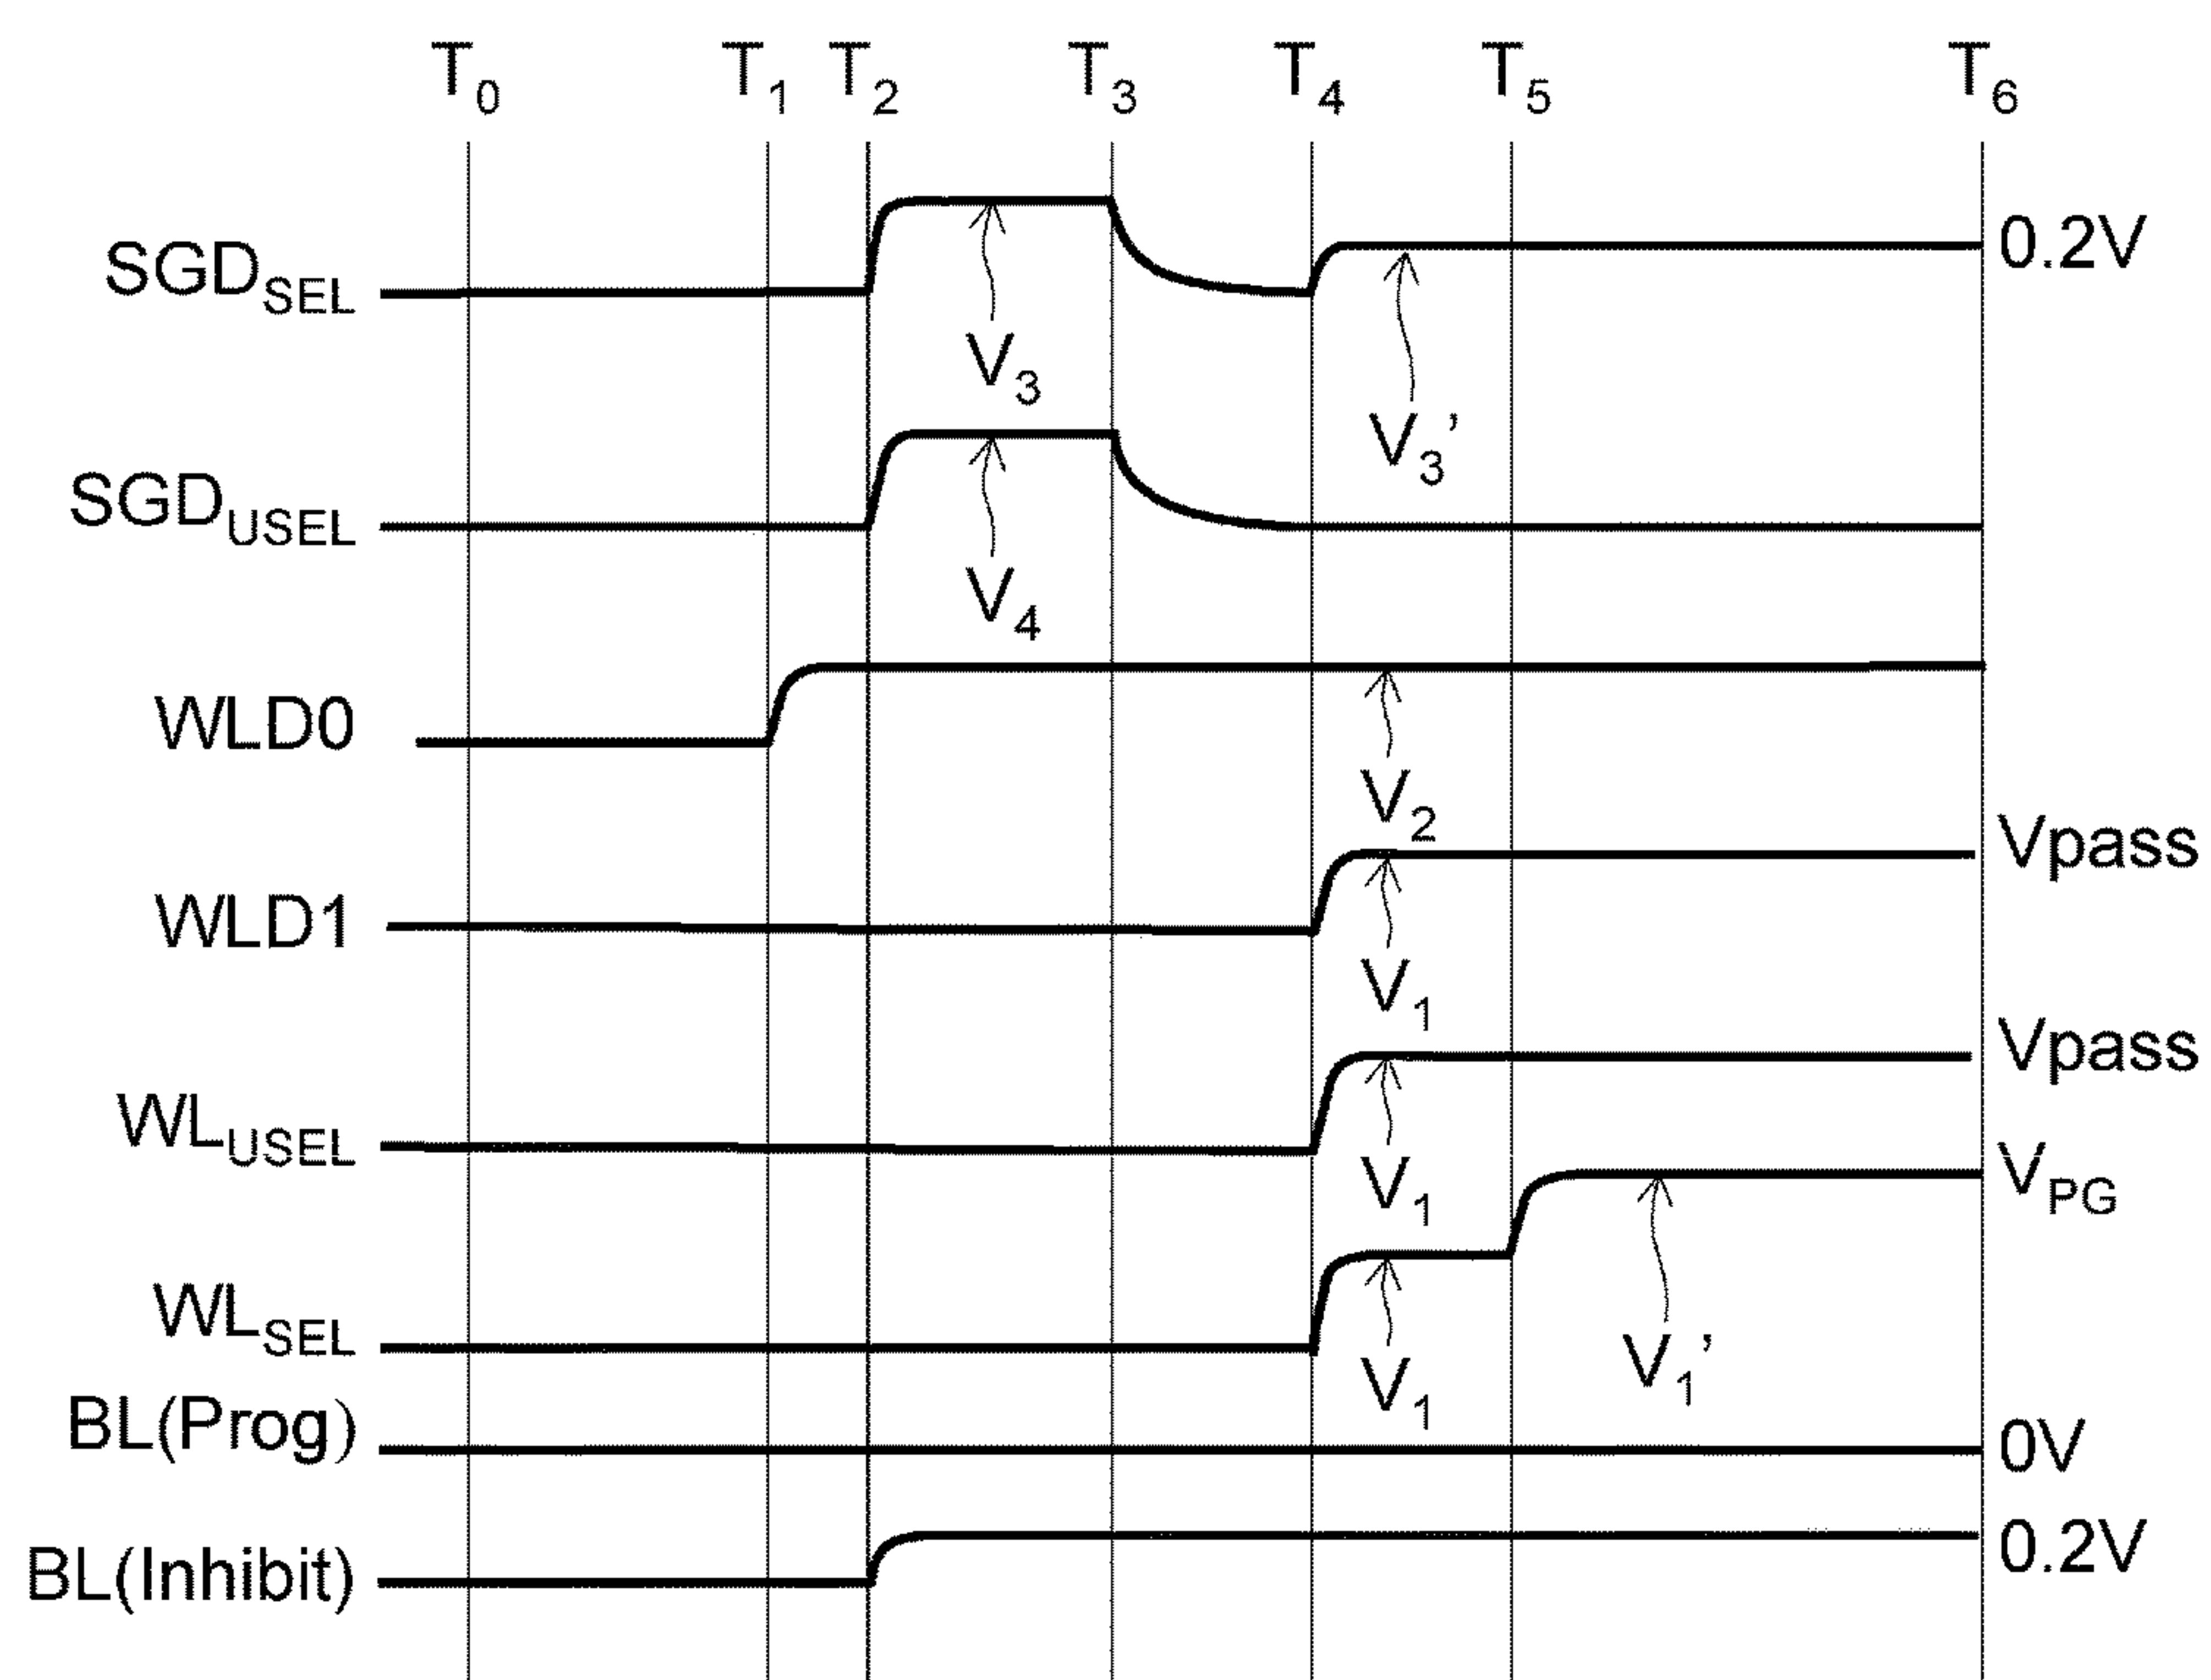 T0 T1 T2 T3 T4 T5 T6
SGDSEL
0.2V
V3
V3’
SGDUSEL
V4
WLD0
V2
Vpass
WLD1
V1
Vpass
WLUSEL
V1
VPG
WLSEL
V1
V1’
BL(Prog)
0V
BL(Inhibit)
0.2V